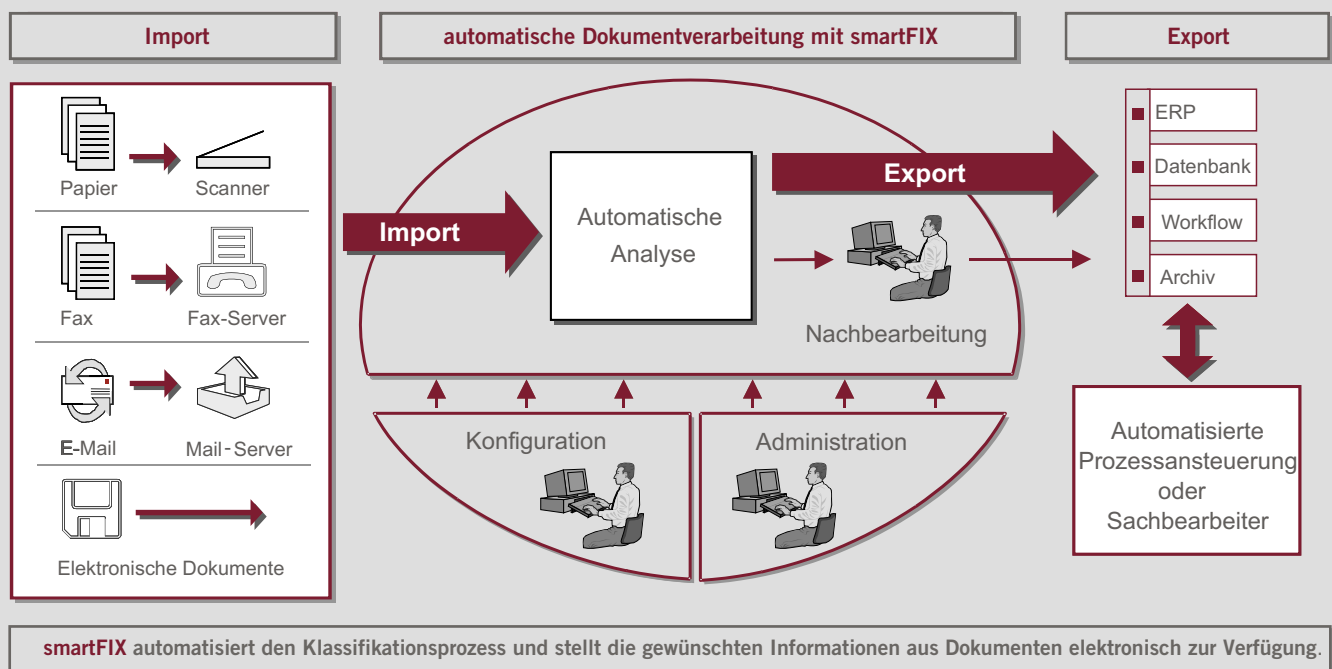 Import
automatische Dokumentverarbeitung mit smartFIX
Export
Papier
Scanner
Fax
Fax-Server
E-Mail
Mail-Server
Elektronische Dokumente
Import
Automatische
Analyse
Export
Nachbearbeitung
Konfiguration
Administration
ERP
Datenbank
Workflow
Archiv
Automatisierte
Prozessansteuerung
oder
Sachbearbeiter
smartFIX automatisiert den Klassifikationsprozess und stellt die gewünschten Informationen aus Dokumenten elektronisch zur Verfügung.